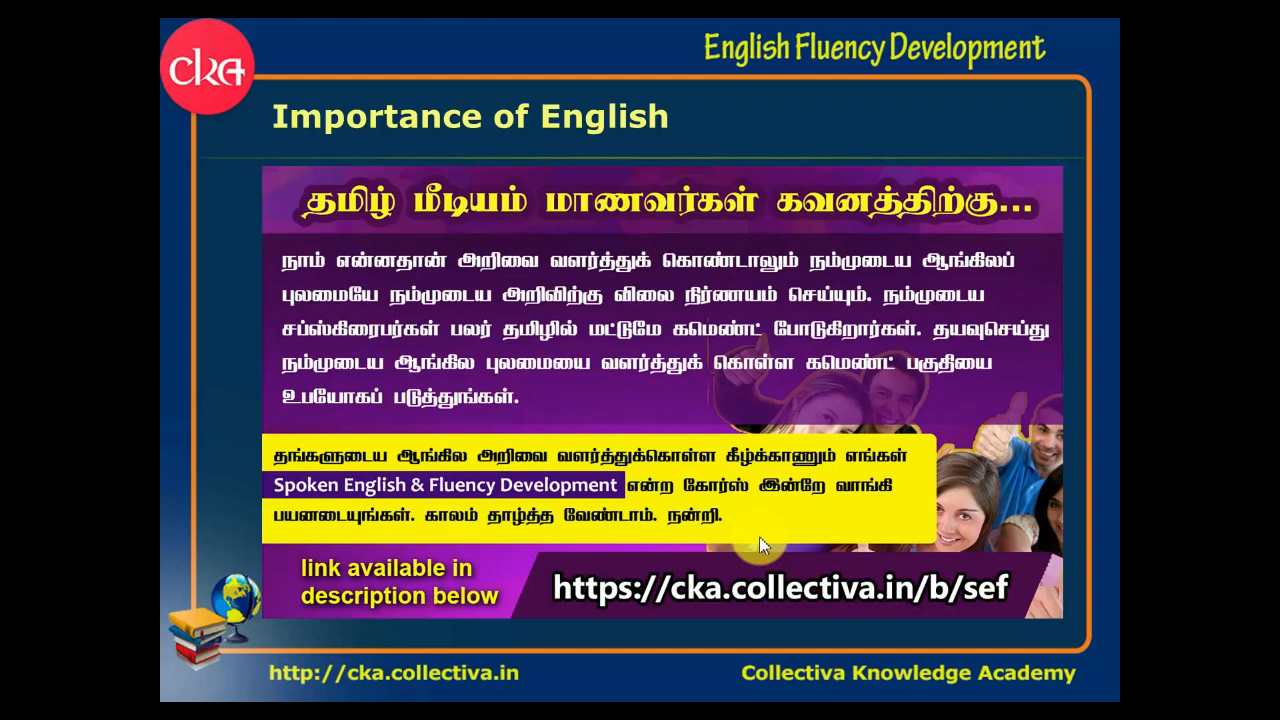 cka
English Fluency Development
Importance of English
தமிழ் மீடியம் மாணவர்கள் கவனத்திற்கு...
நாம் என்னதான் அறிவை வளர்த்துக் கொண்டாலும் நம்முடைய ஆங்கிலப்
புலமையே நம்முடைய அறிவிற்கு விலை நிர்ணயம் செய்யும். நம்முடைய
சப்ஸ்கிரைபர்கள் பலர் தமிழில் மட்டுமே கமெண்ட் போடுகிறார்கள். தயவுசெய்து
நம்முடைய ஆங்கில புலமையை வளர்த்துக் கொள்ள கமெண்ட் பகுதியை
உபயோகப் படுத்துங்கள்.
தங்களுடைய ஆங்கில அறிவை வளர்த்துக்கொள்ள கீழ்க்காணும் எங்கள்
Spoken English & Fluency Development என்ற கோர்ஸ் இன்றே வாங்கி
பயனடையுங்கள். காலம் தாழ்த்த வேண்டாம். நன்றி.
link available in
description below
https://cka.collectiva.in/b/sef
http://cka.collectiva.in
Collectiva Knowledge Academy